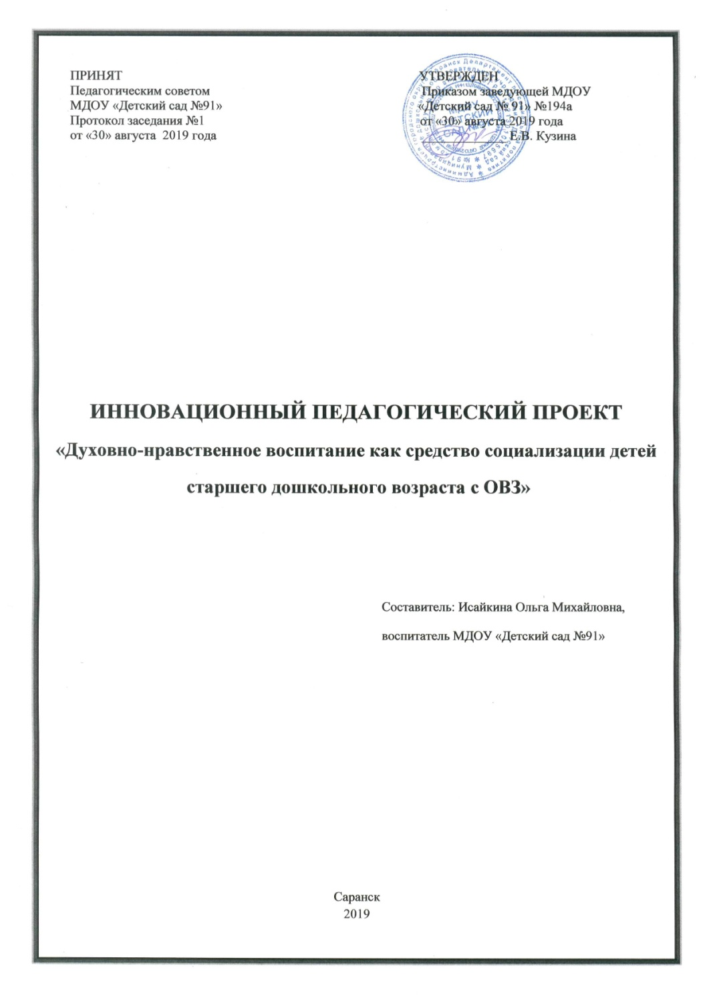 ПРИНЯТ
Педагогическим советом
МДОУ «Детский сад №91»
Протокол заседания №1
от «30» августа 2019 года
УТВЕРЖДЕН
Приказом заведующей МДОУ
«Детский сад № 91» №194а
от «30» августа 2019 года
Е.В. Кузина
ИННОВАЦИОННЫЙ ПЕДАГОГИЧЕСКИЙ ПРОЕКТ
«Духовно-нравственное воспитание как средство социализации детей
старшего дошкольного возраста с ОВЗ»
Составитель: Исайкина Ольга Михайловна,
воспитатель МДОУ «Детский сад №91»
Саранск
2019